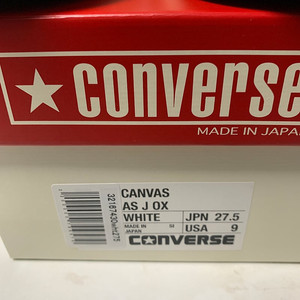 CONVERSE
MADE IN JAPAN
CANVAS
AS J OX
WHITE JPN 27.5
MADE IN JAPAN M USA 9
CONVERSE